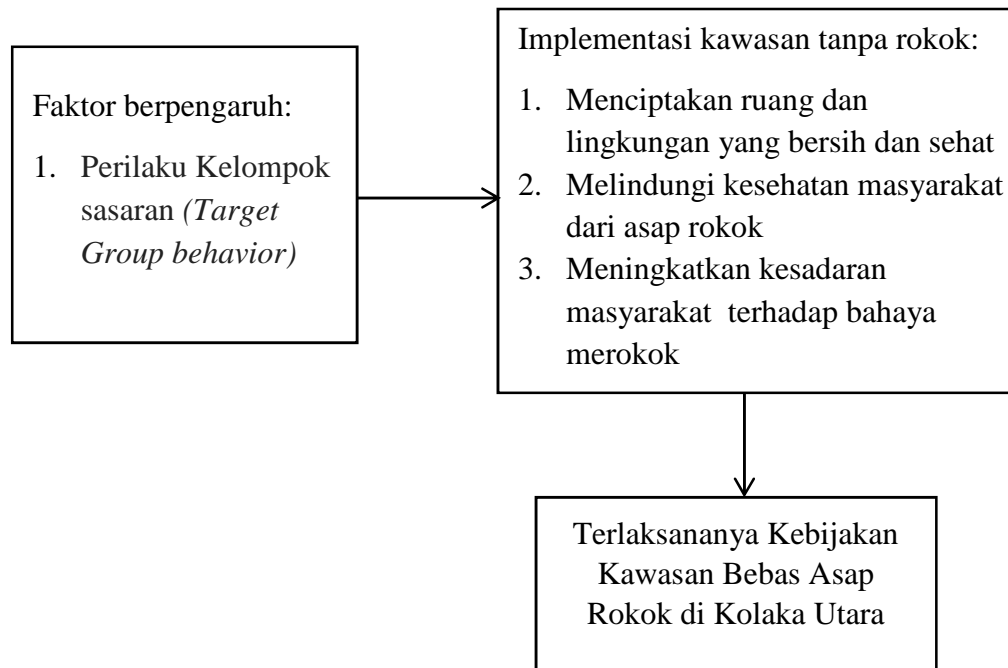 Faktor berpengaruh:
1. Perilaku Kelompok
sasaran (Target
Group behavior)
Implementasi kawasan tanpa rokok:
1. Menciptakan ruang dan
lingkungan yang bersih dan sehat
2. Melindungi kesehatan masyarakat
dari asap rokok
3. Meningkatkan kesadaran
masyarakat terhadap bahaya
merokok
Terlaksananya Kebijakan
Kawasan Bebas Asap
Rokok di Kolaka Utara